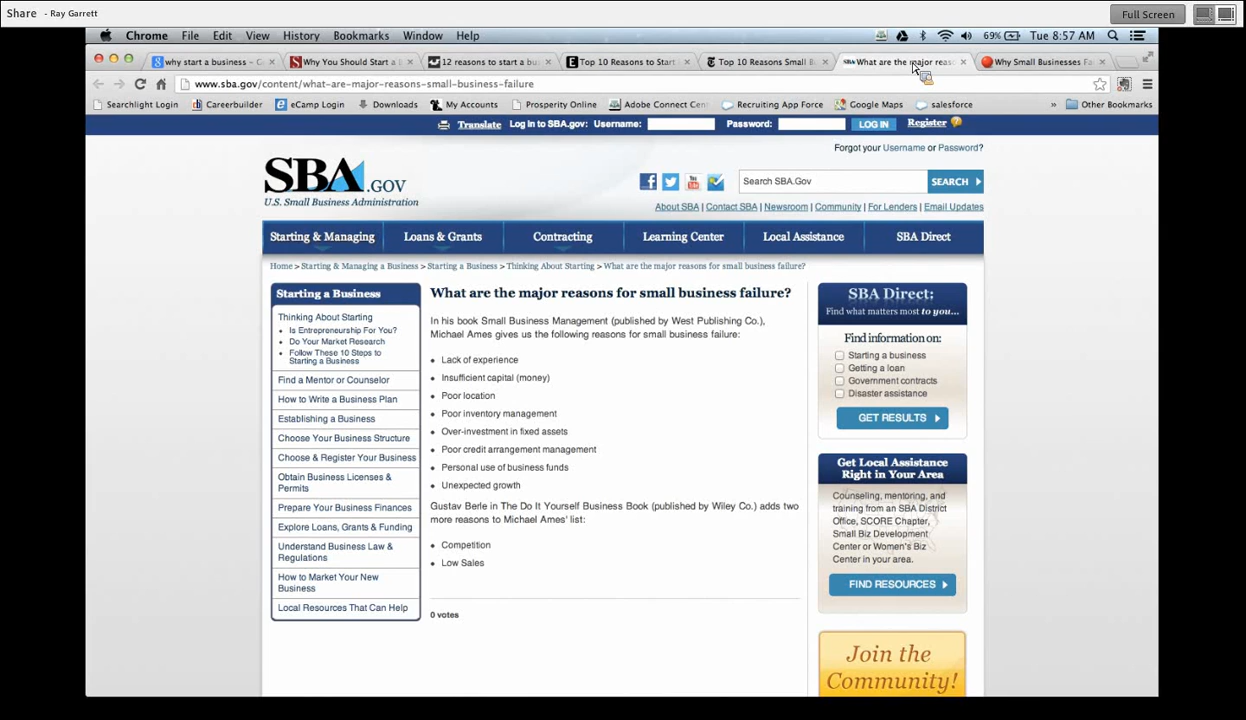 Share - Ray Garrett
Full Screen
Chrome File Edit View History Bookmarks Window Help
69% Tue 8:57 AM
why start a business – G
Why You Should Start a
12 reasons to start a bu
Top 10 Reasons to Start
Top 10 Reasons Small B
SBA What are the major reas
Why Small Businesses Fa
www.sba.gov/content/what-are-major-reasons-small-business-failure
Searchlight Login Careerbuilder eCamp Login Downloads My Accounts Prosperity Online Adobe Connect Cen Recruiting App Force Google Maps salesforce » Other Bookmarks
Translate Log in to SBA.gov: Username: Password: LOG IN Register ?
Forgot your Username or Password?
SBA.GOV
U.S. Small Business Administration
Search SBA.Gov SEARCH
About SBA | Contact SBA | Newsroom | Community | For Lenders | Email Updates
Starting & Managing Loans & Grants Contracting Learning Center Local Assistance SBA Direct
Home > Starting & Managing a Business > Starting a Business > Thinking About Starting > What are the major reasons for small business failure?
Starting a Business
Thinking About Starting
• Is Entrepreneurship For You?
• Do Your Market Research
• Follow These 10 Steps to
Starting a Business
Find a Mentor or Counselor
How to Write a Business Plan
Establishing a Business
Choose Your Business Structure
Choose & Register Your Business
Obtain Business Licenses &
Permits
Prepare Your Business Finances
Explore Loans, Grants & Funding
Understand Business Law &
Regulations
How to Market Your New
Business
Local Resources That Can Help
What are the major reasons for small business failure?
In his book Small Business Management (published by West Publishing Co.),
Michael Ames gives us the following reasons for small business failure:
• Lack of experience
• Insufficient capital (money)
• Poor location
• Poor inventory management
• Over-investment in fixed assets
• Poor credit arrangement management
• Personal use of business funds
• Unexpected growth
Gustav Berle in The Do It Yourself Business Book (published by Wiley Co.) adds two
more reasons to Michael Ames' list:
• Competition
• Low Sales
0 votes
SBA Direct:
Find what matters most to you...
Find information on:
Starting a business
Getting a loan
Government contracts
Disaster assistance
GET RESULTS
Get Local Assistance
Right in Your Area
Counseling, mentoring, and
training from an SBA District
Office, SCORE Chapter,
Small Biz Development
Center or Women's Biz
Center in your area.
FIND RESOURCES
Join the
Community!